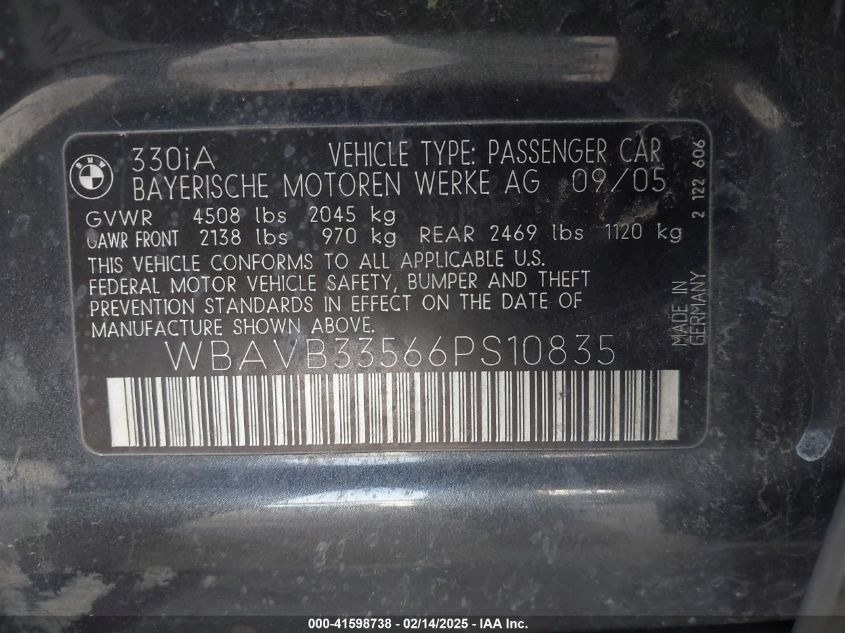 BMW
330iA VEHICLE TYPE: PASSENGER CAR
BAYERISCHE MOTOREN WERKE AG 09/05
GVWR 4508 lbs 2045 kg
GAWR FRONT 2138 lbs 970 kg REAR 2469 lbs 1120 kg
THIS VEHICLE CONFORMS TO ALL APPLICABLE U.S.
FEDERAL MOTOR VEHICLE SAFETY, BUMPER AND THEFT
PREVENTION STANDARDS IN EFFECT ON THE DATE OF
MANUFACTURE SHOWN ABOVE.
WBAVB33566PS10835
2 122 606
MADE IN
GERMANY
000-41598738 - 02/14/2025 - IAA Inc.